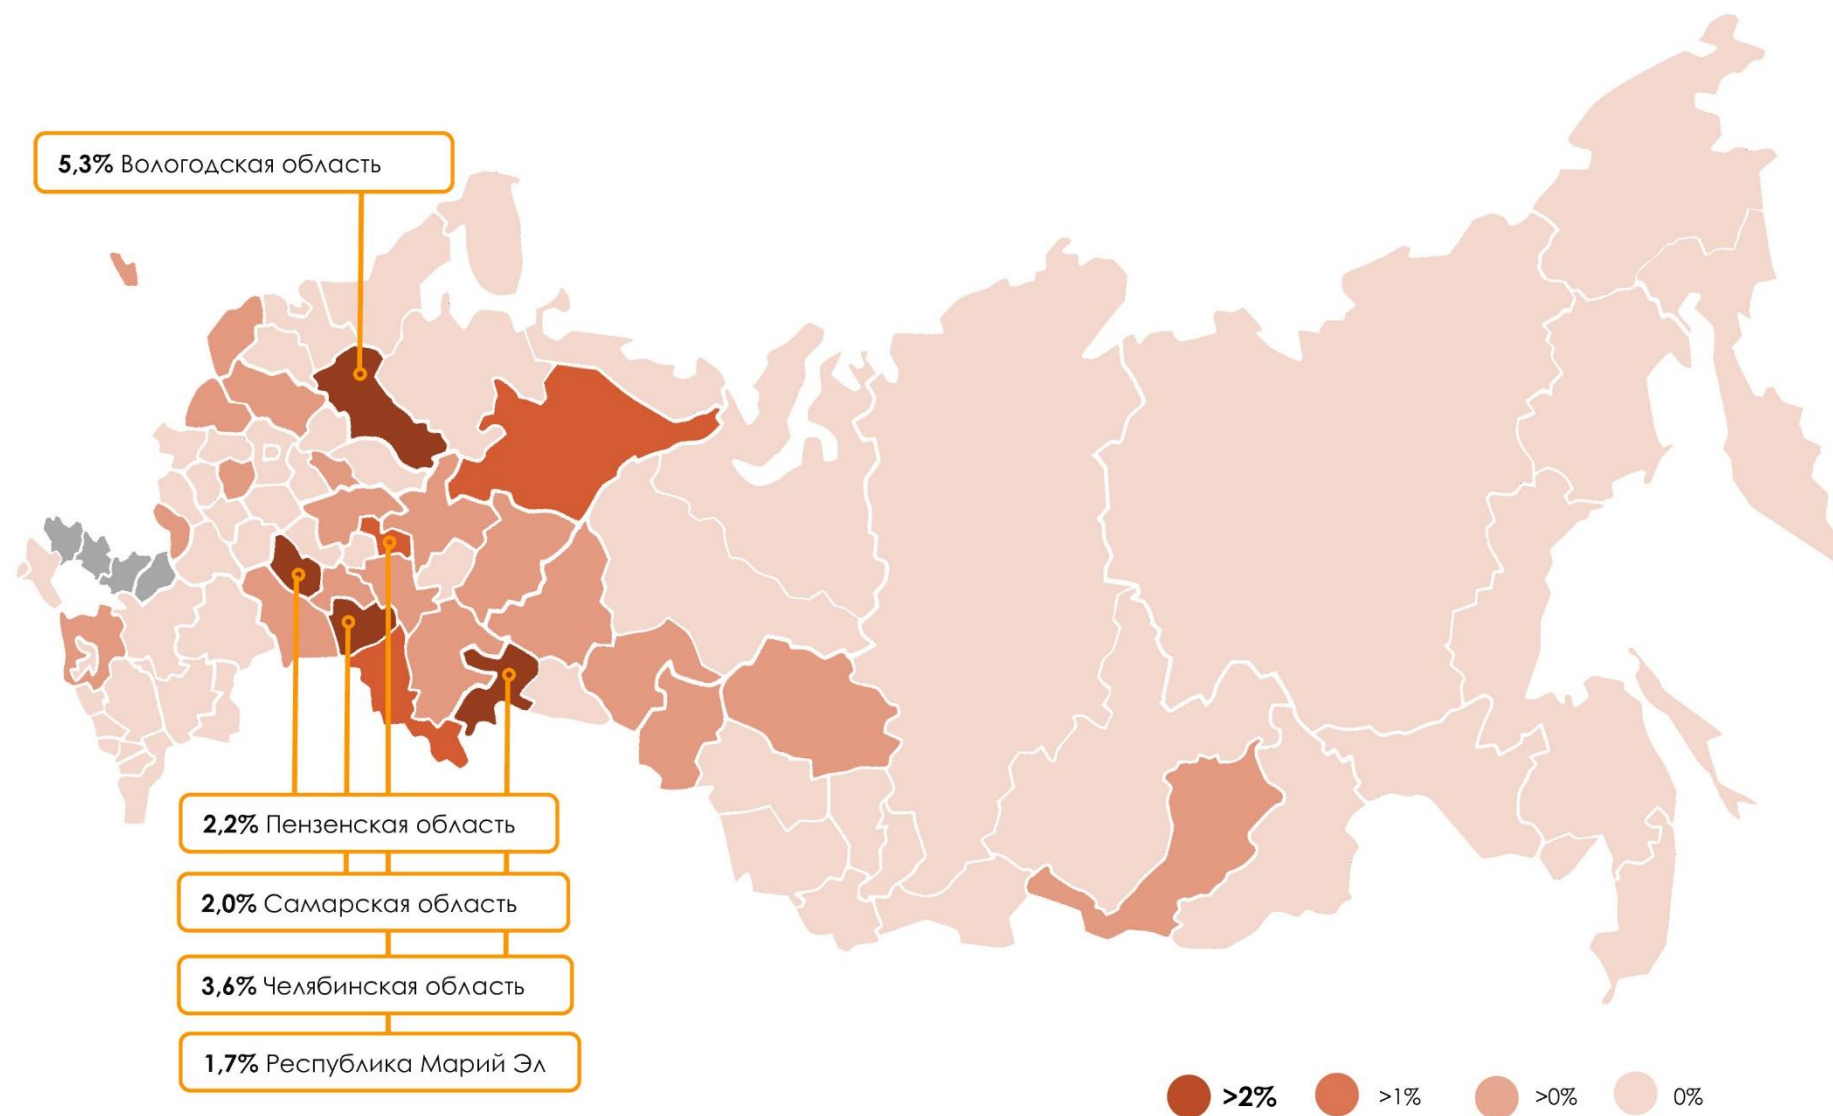 5,3% Вологодская область
2,2% Пензенская область
2,0% Самарская область
3,6% Челябинская область
1,7% Республика Марий Эл
>2% >1% >0% 0%